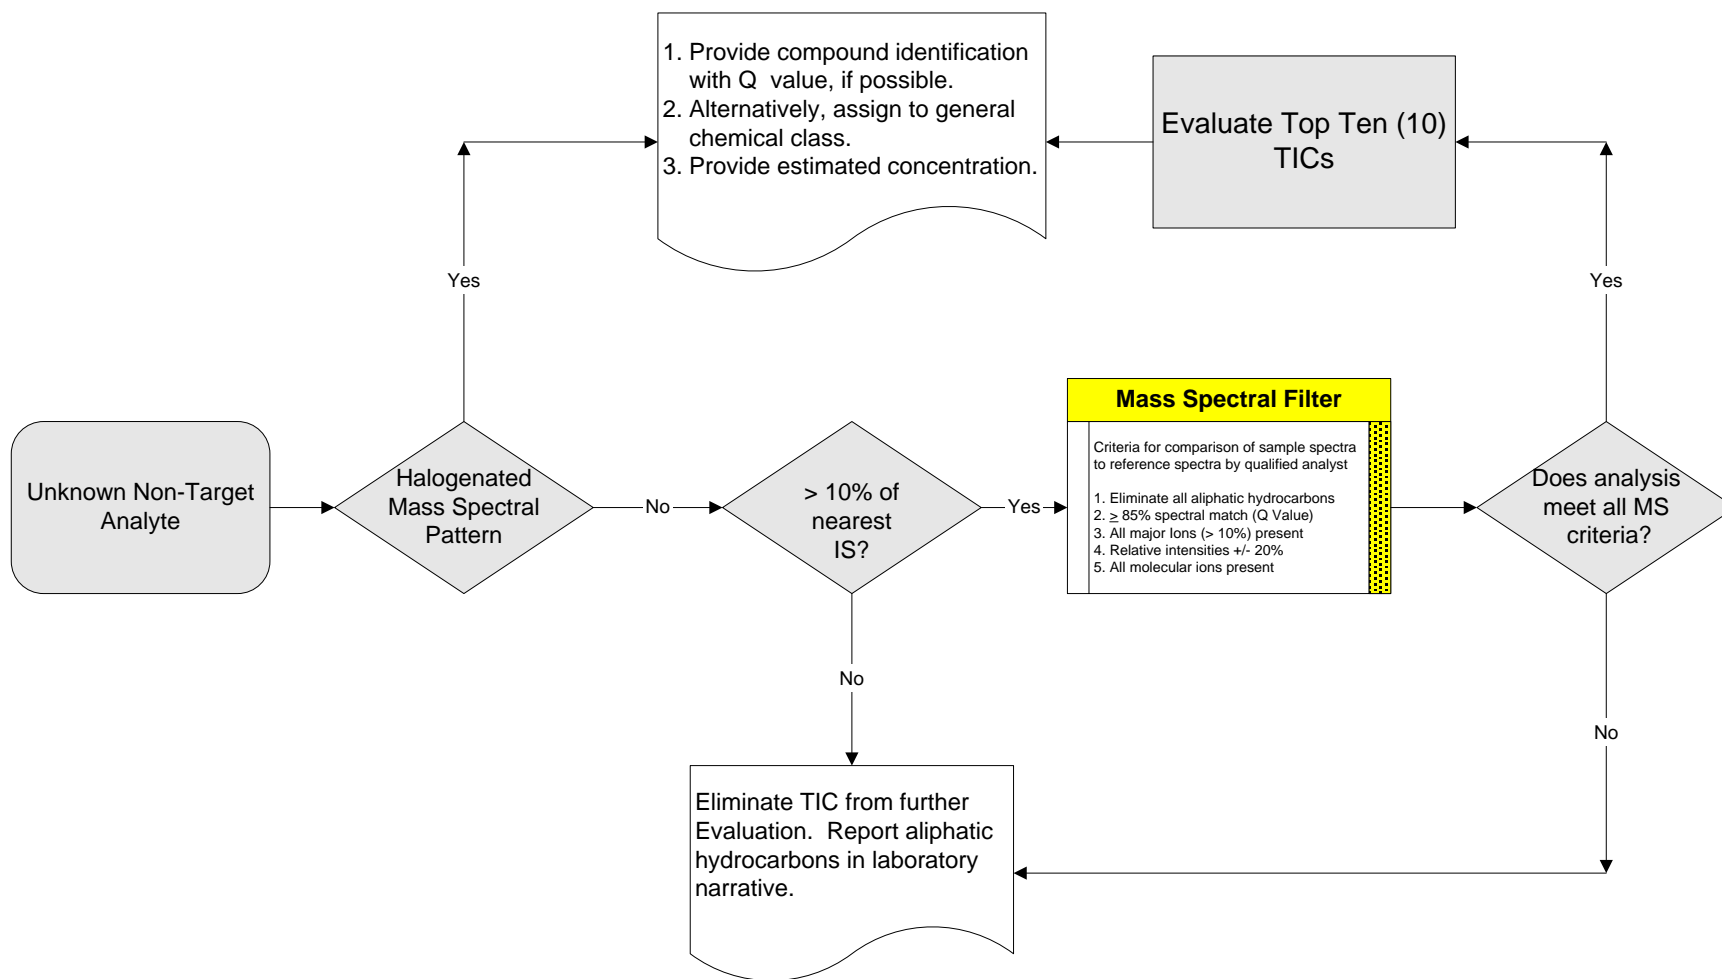 1. Provide compound identification
with Q  value, if possible.
2. Alternatively, assign to general
chemical class.
3. Provide estimated concentration.
Evaluate Top Ten (10)
TICs
Yes
Yes
Unknown Non-Target
Analyte
Halogenated
Mass Spectral
Pattern
No
> 10% of
nearest
IS?
Yes
Mass Spectral Filter
Criteria for comparison of sample spectra
to reference spectra by qualified analyst
1. Eliminate all aliphatic hydrocarbons
2. ≥ 85% spectral match (Q Value)
3. All major Ions (> 10%) present
4. Relative intensities +/- 20%
5. All molecular ions present
Does analysis
meet all MS
criteria?
No
No
Eliminate TIC from further
Evaluation.  Report aliphatic
hydrocarbons in laboratory
narrative.